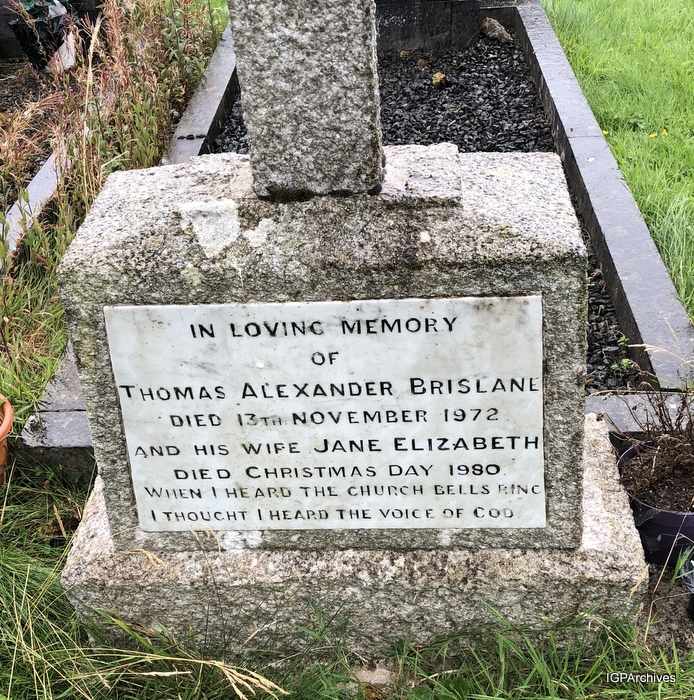 IN LOVING MEMORY
OF
THOMAS ALEXANDER BRISLANE
DIED 13TH NOVEMBER 1972
AND HIS WIFE JANE ELIZABETH
DIED CHRISTMAS DAY 1980.
WHEN I HEARD THE CHURCH BELLS RING
I THOUGHT I HEARD THE VOICE OF GOD
IGPArchives